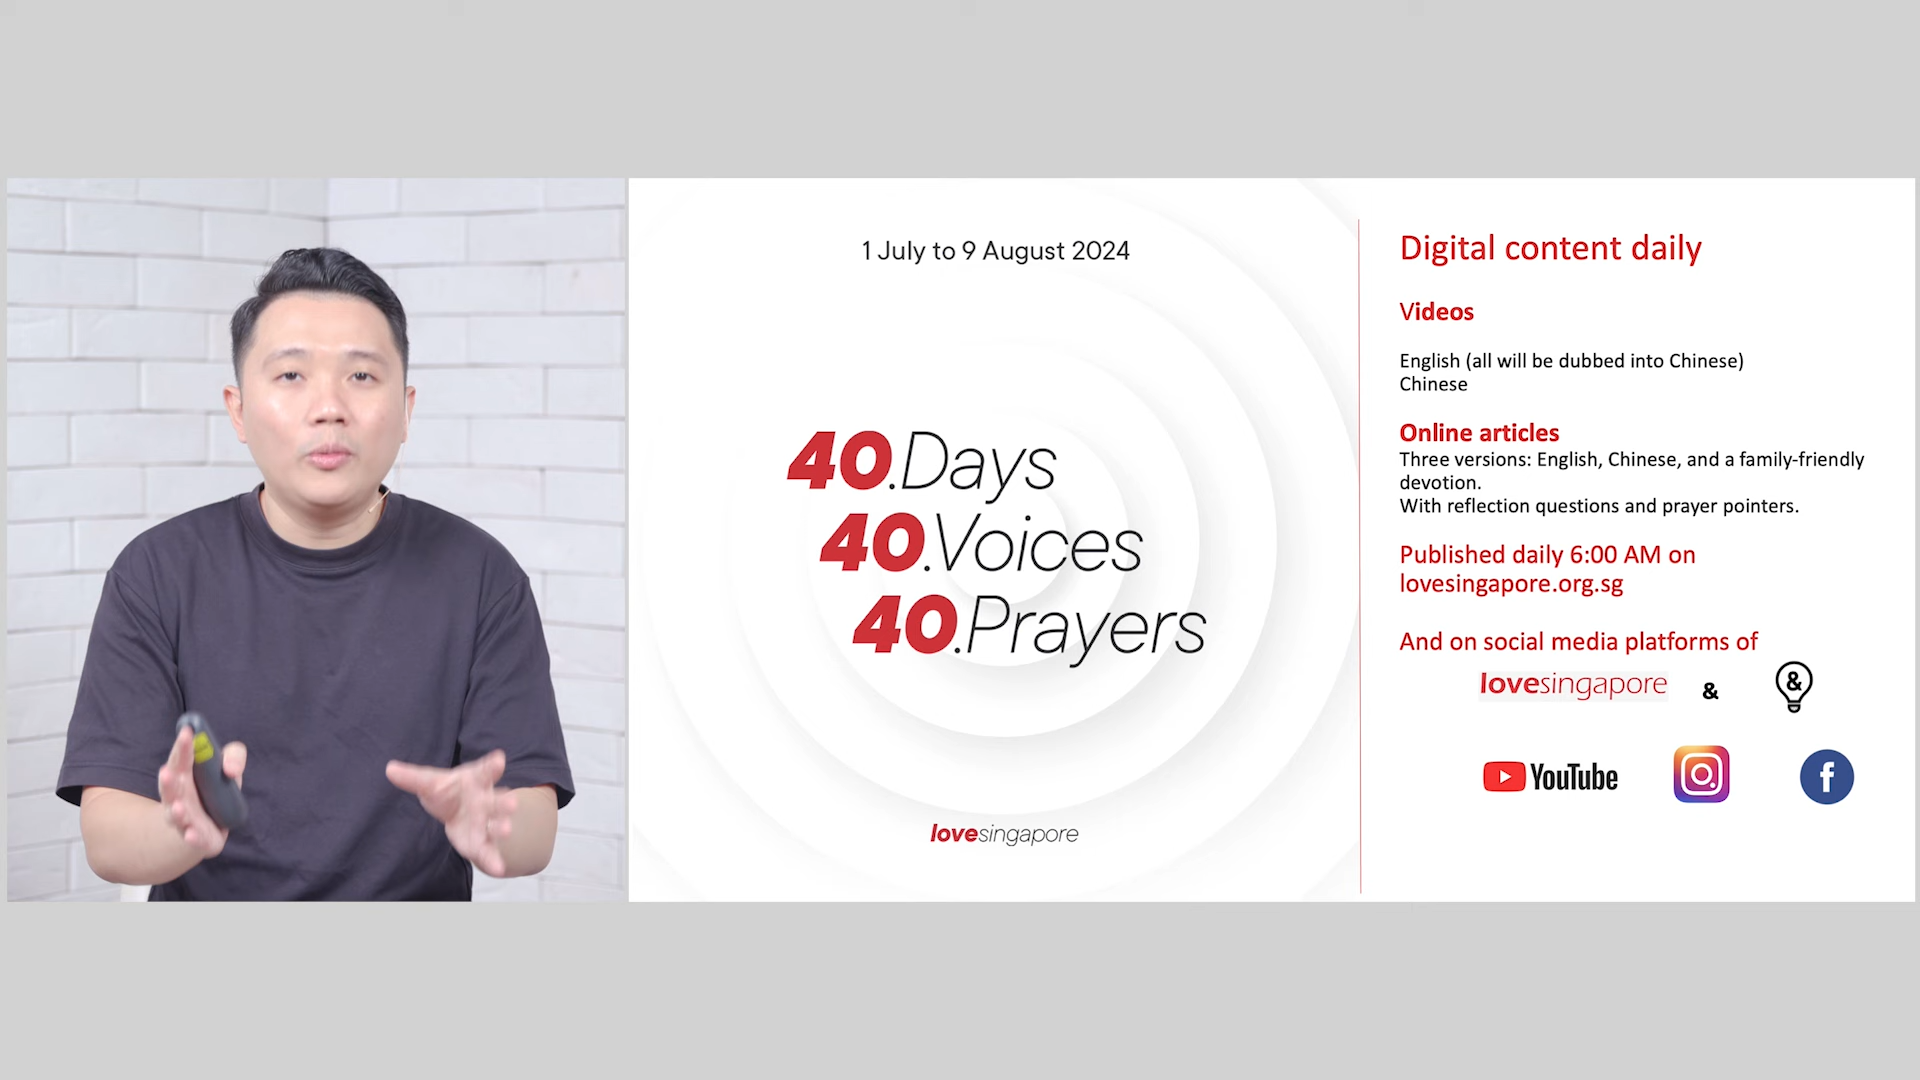 1 July to 9 August 2024
40.Days
40.Voices
40.Prayers
lovesingapore
Digital content daily
Videos
English (all will be dubbed into Chinese)
Chinese
Online articles
Three versions: English, Chinese, and a family-friendly
devotion.
With reflection questions and prayer pointers.
Published daily 6:00 AM on
lovesingapore.org.sg
And on social media platforms of
lovesingapore & &
YouTube
f